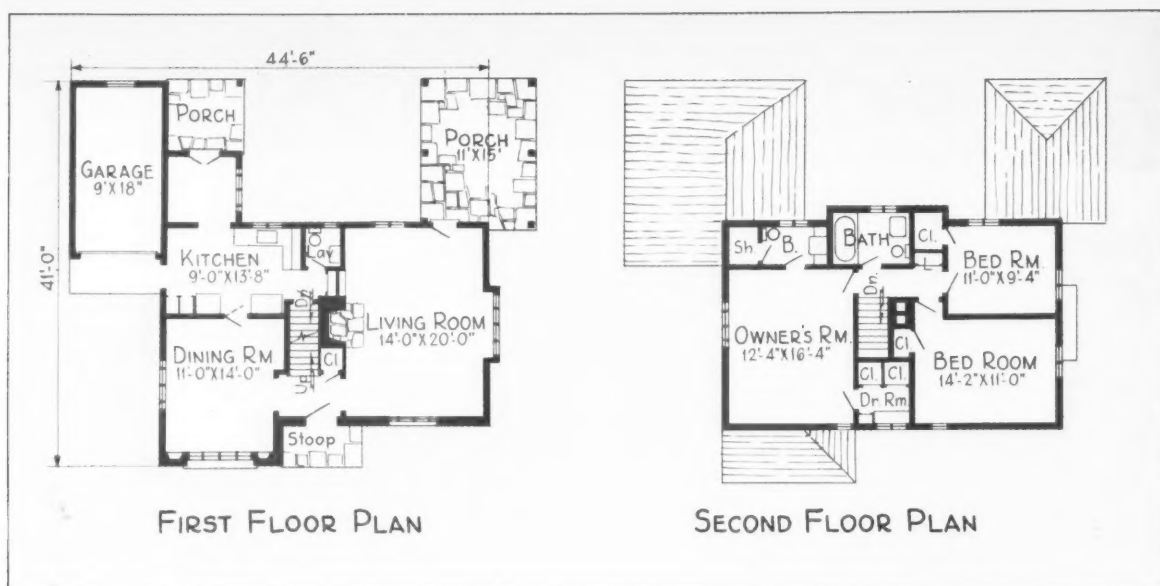 44'-6"
41'-0"
PORCH
GARAGE
9'X18"
PORCH
11'X15'
KITCHEN
9'-0"X13'-8"
Lav.
Dn.
LIVING ROOM
14'-0"X20'-0"
DINING RM
11'-0"X14'-0"
Up.
Cl.
Stoop
FIRST FLOOR PLAN
Sh.
B.
BATH
Cl.
L.
BED RM.
11'-0"X9'-4"
Dn.
OWNER'S RM.
12'-4"X16'-4"
Cl.
BED ROOM
14'-2"X11'-0"
Cl.
Cl.
Dr. Rm.
SECOND FLOOR PLAN